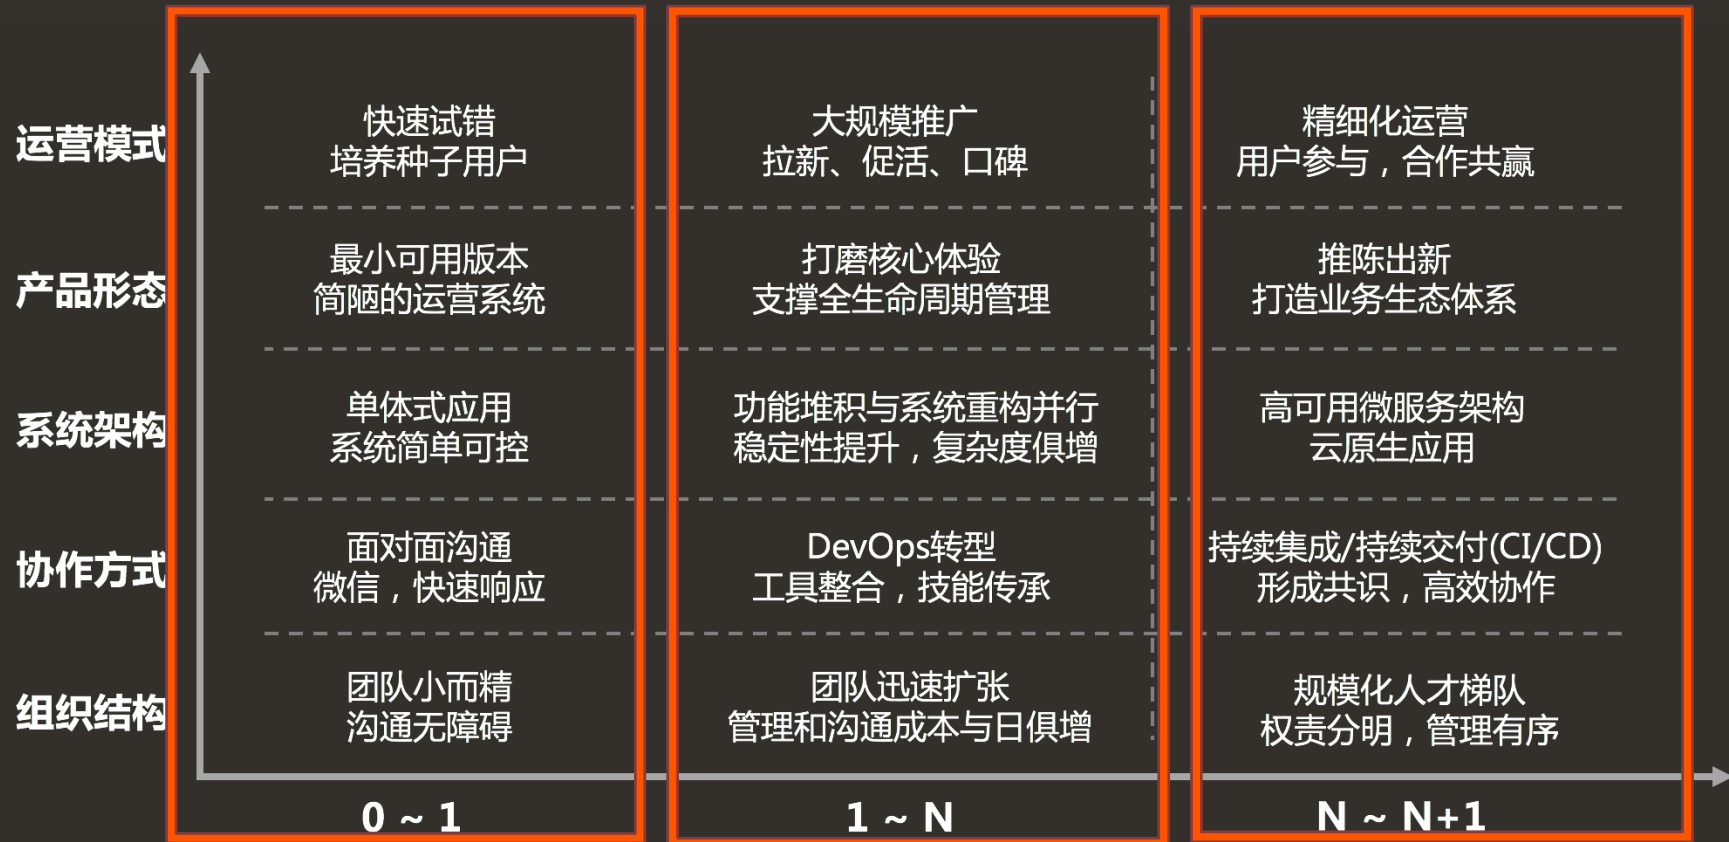 运营模式
快速试错
培养种子用户
大规模推广
拉新、促活、口碑
精细化运营
用户参与，合作共赢
产品形态
最小可用版本
简陋的运营系统
打磨核心体验
支撑全生命周期管理
推陈出新
打造业务生态体系
系统架构
单体式应用
系统简单可控
功能堆积与系统重构并行
稳定性提升，复杂度俱增
高可用微服务架构
云原生应用
协作方式
面对面沟通
微信，快速响应
DevOps转型
工具整合，技能传承
持续集成/持续交付(CI/CD)
形成共识，高效协作
组织结构
团队小而精
沟通无障碍
团队迅速扩张
管理和沟通成本与日俱增
规模化人才梯队
权责分明，管理有序
0 ~ 1
1 ~ N
N ~ N+1